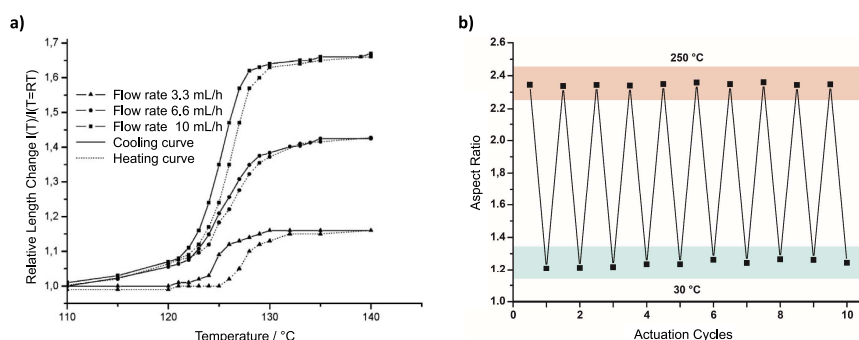 a)
Relative Length Change l(T)/l(T=RT)
1,7
1,6
1,5
1,4
1,3
1,2
1,1
1,0
Flow rate 3.3 mL/h
Flow rate 6.6 mL/h
Flow rate 10 mL/h
Cooling curve
Heating curve
110 120 130 140
Temperature / °C
b)
Aspect Ratio
2.6
2.4
2.2
2.0
1.8
1.6
1.4
1.2
1.0
250 °C
30 °C
0 2 4 6 8 10
Actuation Cycles